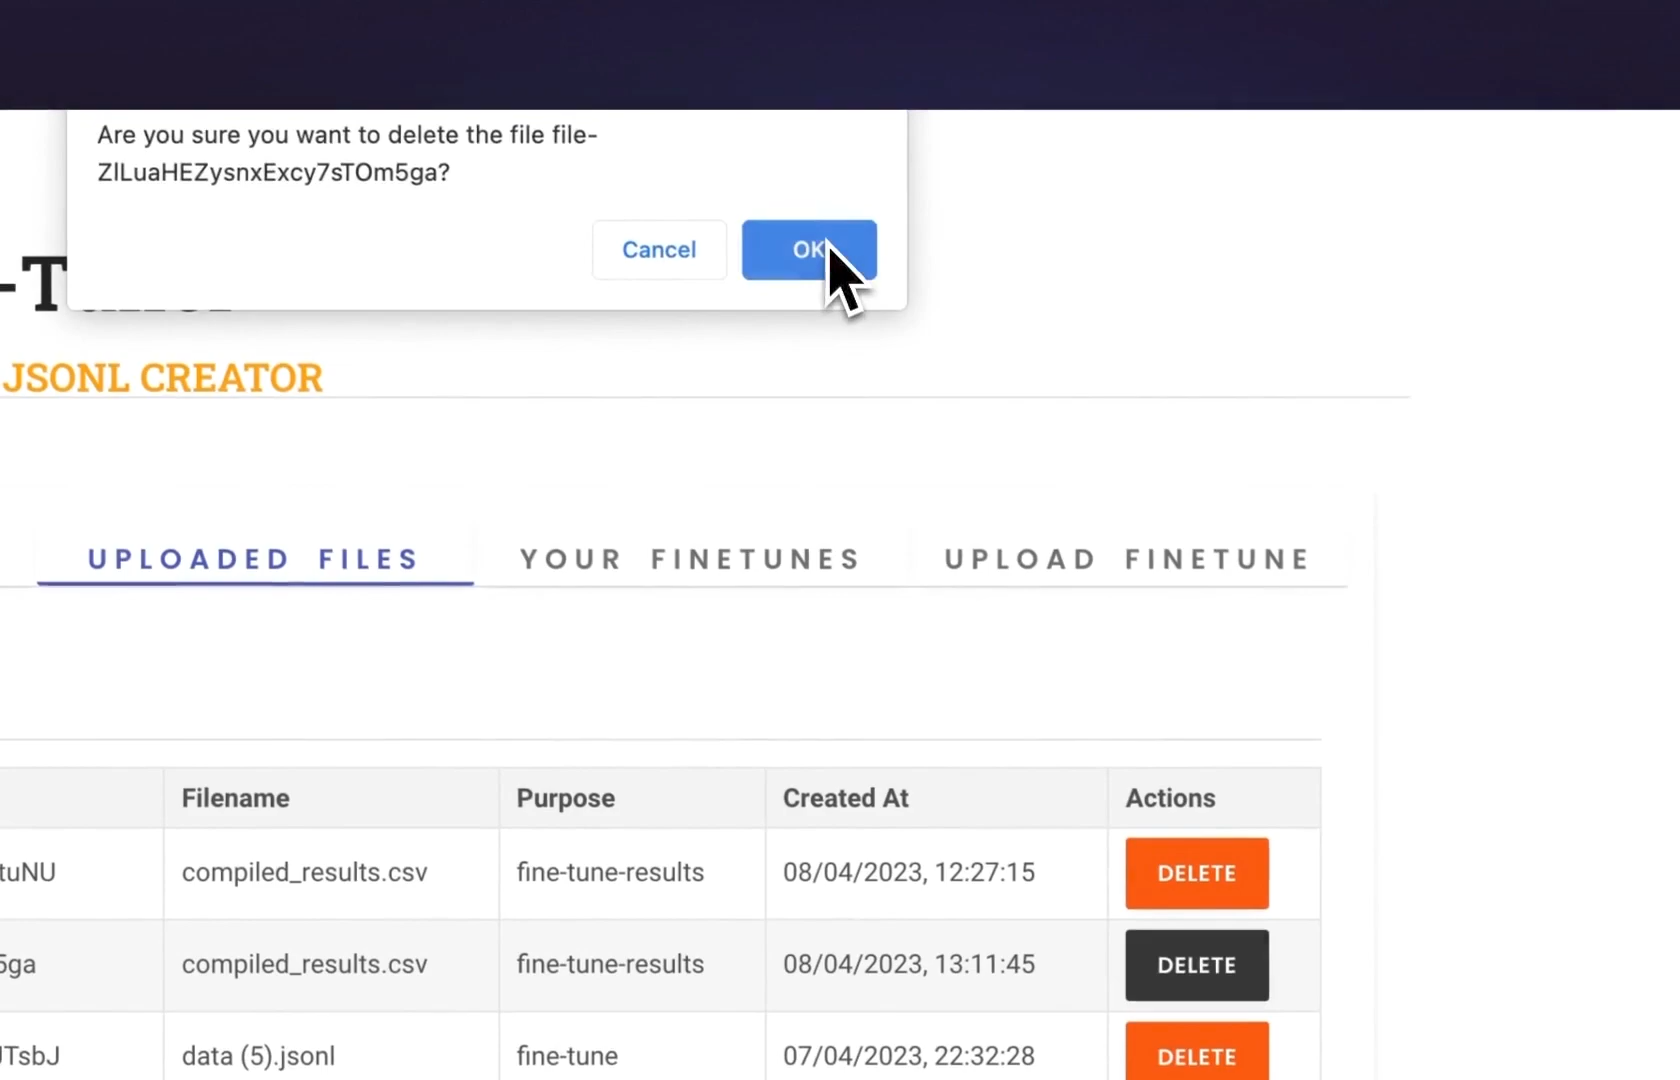 Are you sure you want to delete the file file-
ZlLuaHEZysnxExcy7sTOm5ga?
Cancel OK
JSONL CREATOR
UPLOADED FILES YOUR FINETUNES UPLOAD FINETUNE
Filename Purpose Created At Actions
tuNU compiled_results.csv fine-tune-results 08/04/2023, 12:27:15 DELETE
5ga compiled_results.csv fine-tune-results 08/04/2023, 13:11:45 DELETE
JTsbJ data (5).jsonl fine-tune 07/04/2023, 22:32:28 DELETE